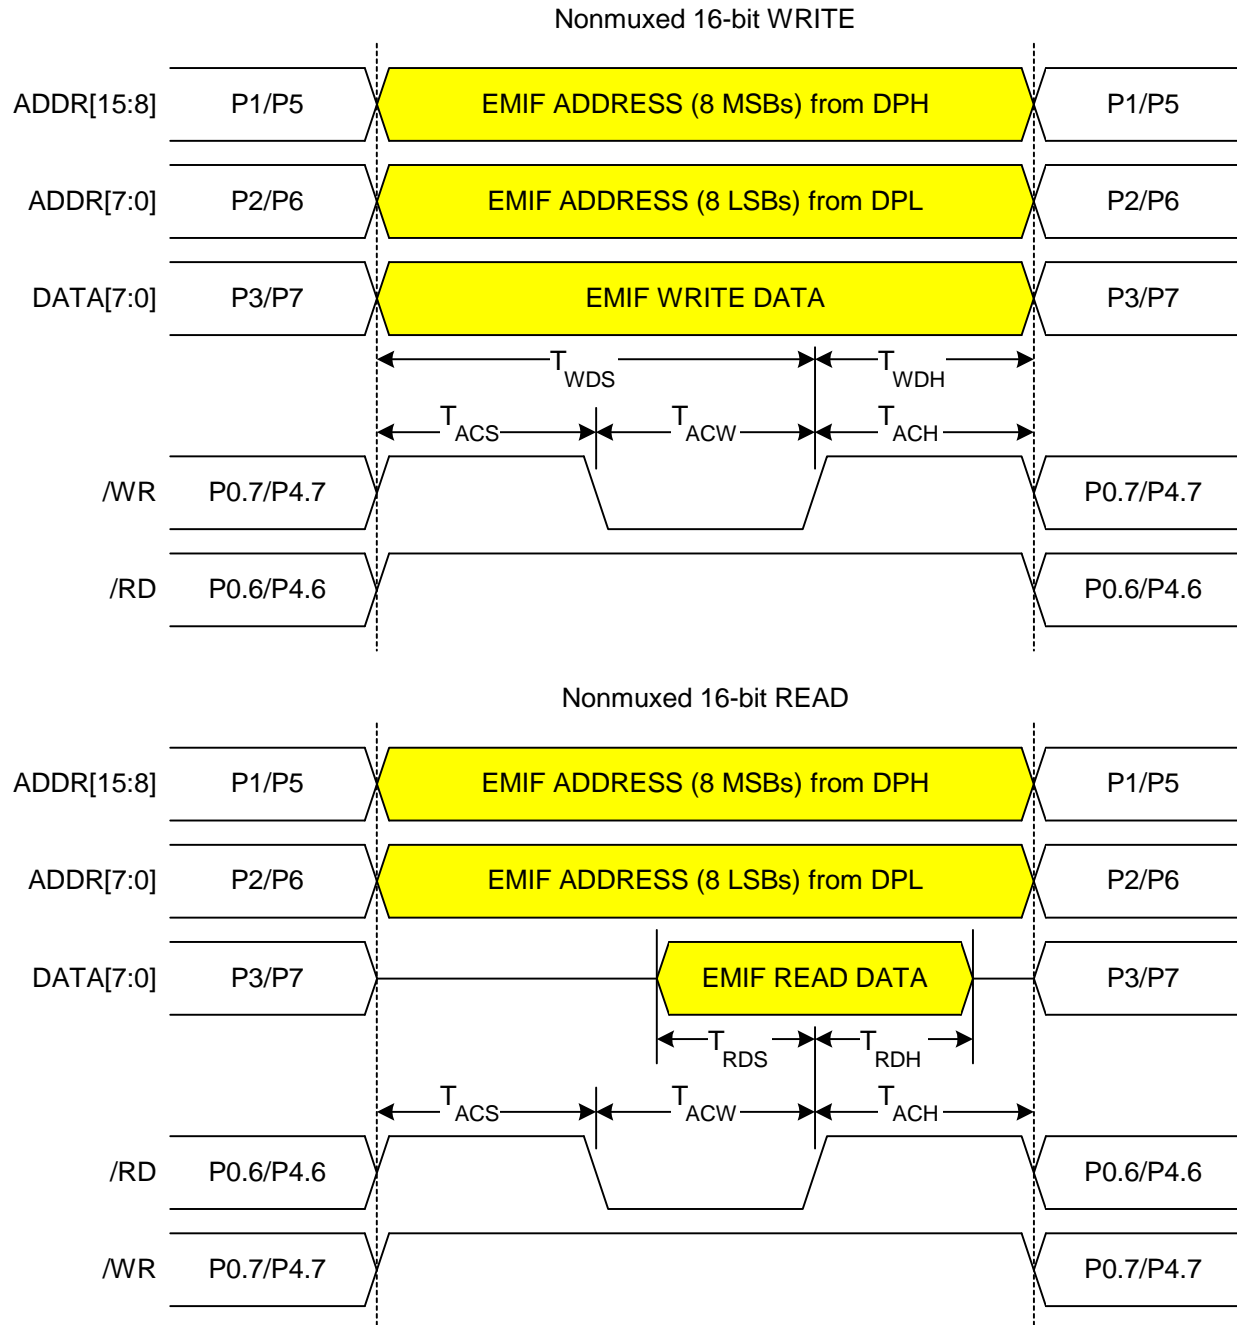 Nonmuxed 16-bit WRITE
ADDR[15:8] P1/P5 EMIF ADDRESS (8 MSBs) from DPH P1/P5
ADDR[7:0] P2/P6 EMIF ADDRESS (8 LSBs) from DPL P2/P6
DATA[7:0] P3/P7 EMIF WRITE DATA P3/P7
TWDS TWDH
TACS TACW TACH
/WR P0.7/P4.7 P0.7/P4.7
/RD P0.6/P4.6 P0.6/P4.6
Nonmuxed 16-bit READ
ADDR[15:8] P1/P5 EMIF ADDRESS (8 MSBs) from DPH P1/P5
ADDR[7:0] P2/P6 EMIF ADDRESS (8 LSBs) from DPL P2/P6
DATA[7:0] P3/P7 EMIF READ DATA P3/P7
TRDS TRDH
TACS TACW TACH
/RD P0.6/P4.6 P0.6/P4.6
/WR P0.7/P4.7 P0.7/P4.7